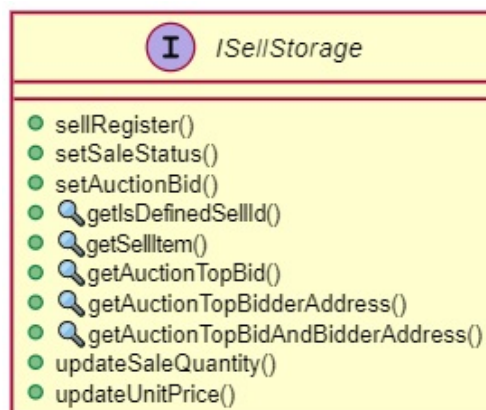 I ISellStorage
sellRegister()
setSaleStatus()
setAuctionBid()
getIsDefinedSellId()
getSellItem()
getAuctionTopBid()
getAuctionTopBidderAddress()
getAuctionTopBidAndBidderAddress()
updateSaleQuantity()
updateUnitPrice()